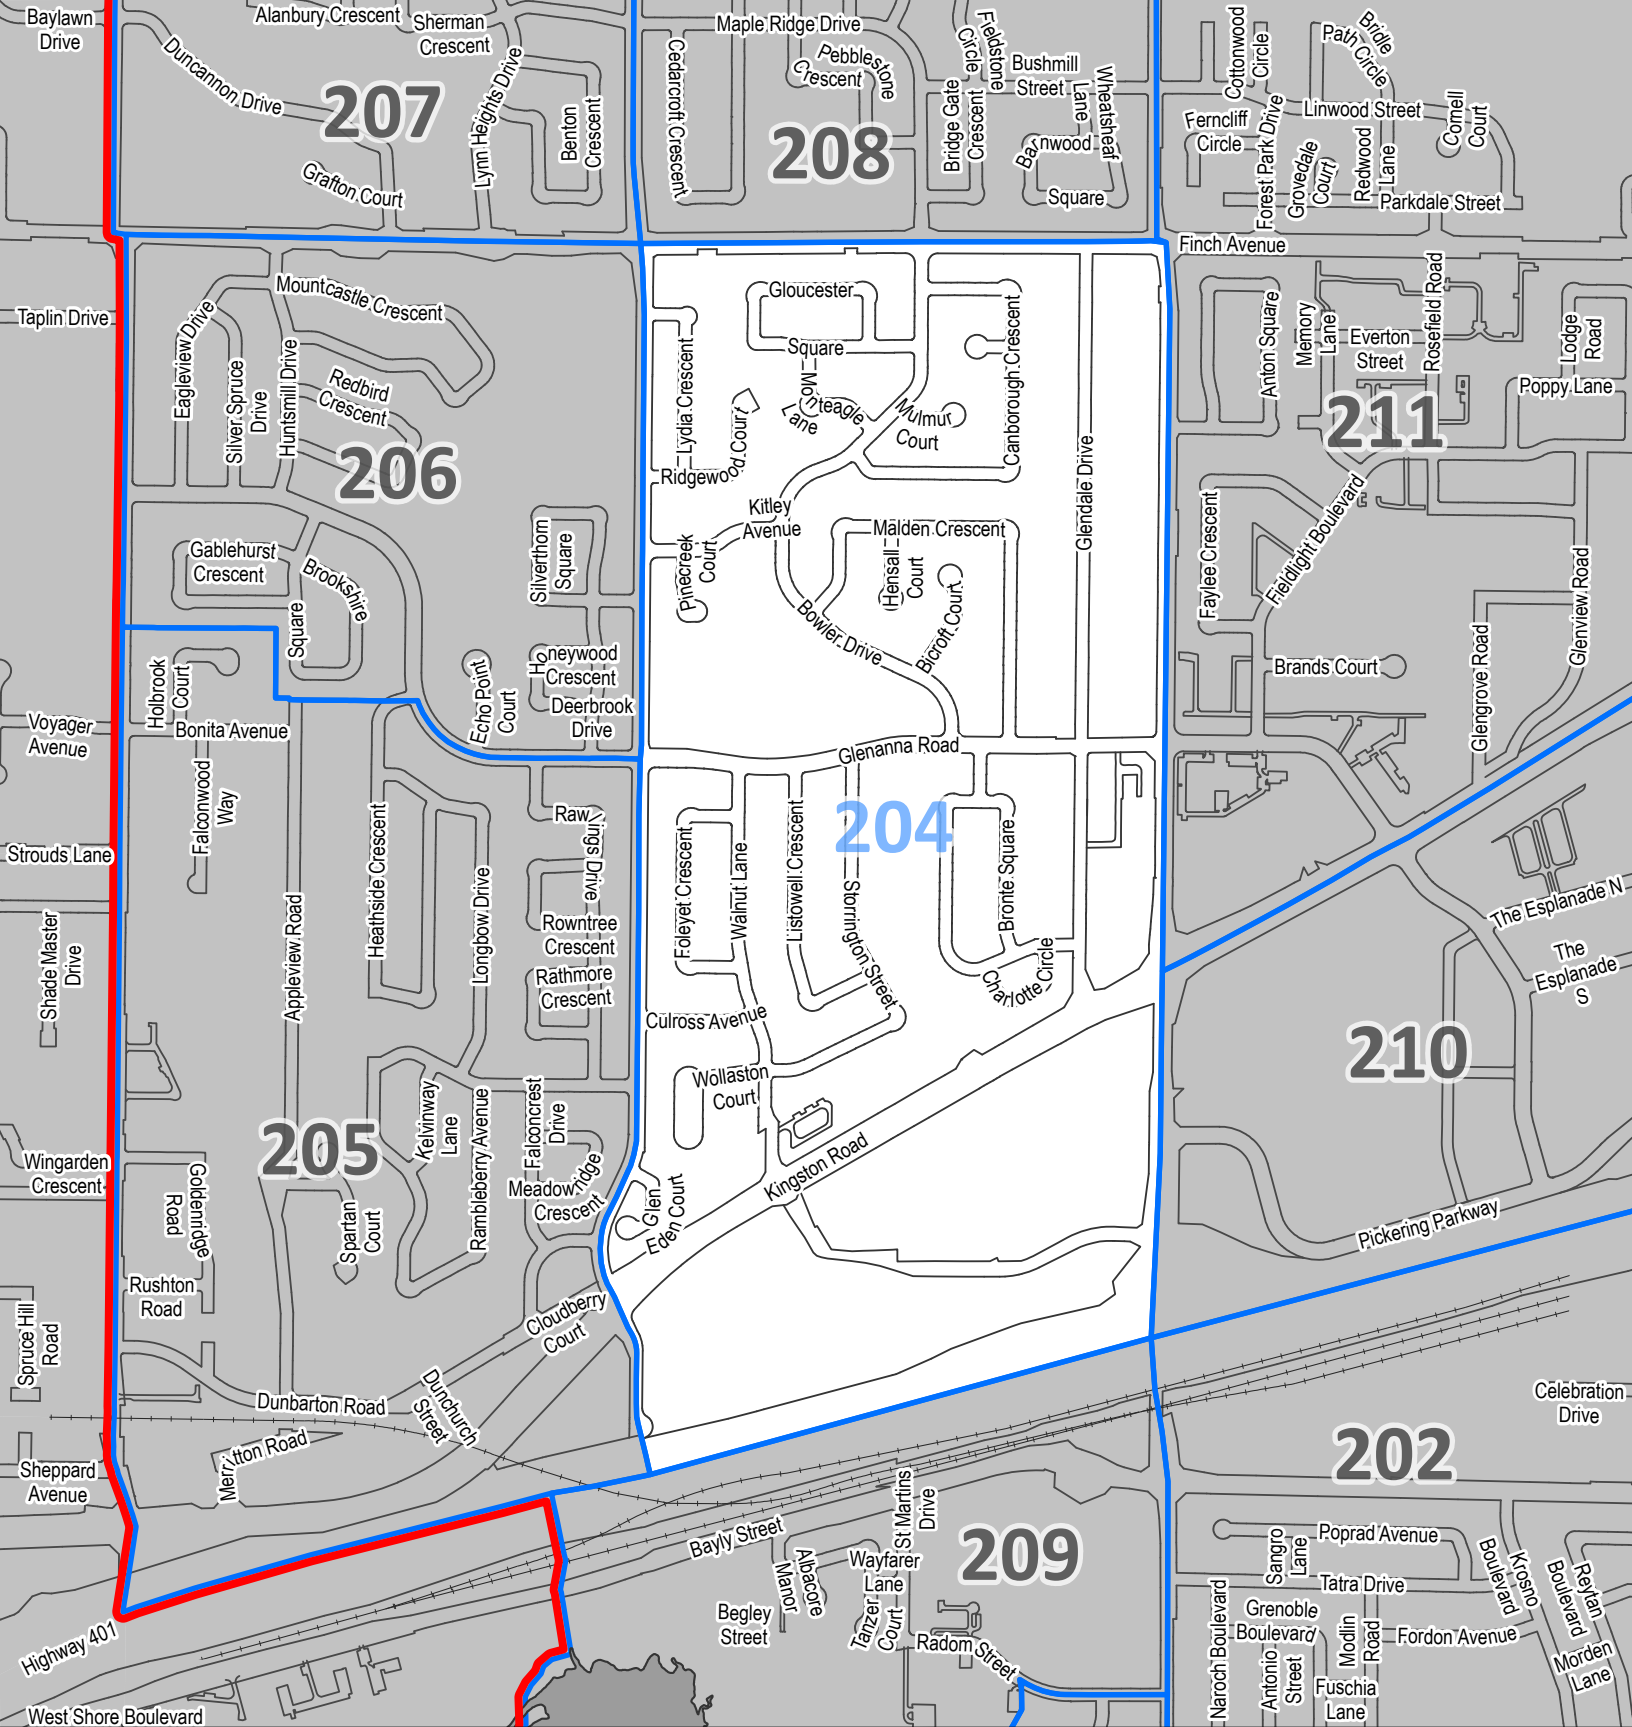 Baylawn
Drive
Alanbury Crescent
Sherman
Crescent
Duncannon Drive
Lynn Heights Drive
207
Benton
Crescent
Grafton Court
Maple Ridge Drive
Cedarcroft Crescent
Pebblestone
Crescent
208
Fieldstone
Circle
Bushmill
Street
Bridge Gate
Crescent
Barnwood
Square
Lane
Wheatsheaf
Cottonwood
Circle
Bridle
Path Circle
Linwood Street
Cornell
Court
Ferncliff
Circle
Forest Park Drive
Grovedale
Court
Redwood
Lane
Parkdale Street
Finch Avenue
Taplin Drive
Mountcastle Crescent
Eagleview Drive
Silver Spruce
Drive
Huntsmill Drive
Redbird
Crescent
206
Gablehurst
Crescent
Brookshire
Square
Silverthorn
Square
Honeywood
Crescent
Echo Point
Court
Deerbrook
Drive
Gloucester
Square
Lydia Crescent
Monteagle
Lane
Mulmur
Court
Canborough Crescent
Ridgewood Court
Kitley
Avenue
Pinecreek
Court
Malden Crescent
Hensall
Court
Bicroft Court
Bowler Drive
Glendale Drive
Glenanna Road
Anton Square
Memory
Lane
Everton
Street
Rosefield Road
Lodge
Road
Poppy Lane
211
Faylee Crescent
Fieldlight Boulevard
Glenview Road
Glengrove Road
Brands Court
Holbrook
Court
Bonita Avenue
Voyager
Avenue
Falconwood
Way
Strouds Lane
Heathside Crescent
Appleview Road
Longbow Drive
Rawlings Drive
Rowntree
Crescent
Rathmore
Crescent
Shade Master
Drive
204
Foleyet Crescent
Walnut Lane
Listowell Crescent
Stornington Street
Bronte Square
Charlotte Circle
Culross Avenue
Wollaston
Court
The Esplanade N
The
Esplanade
S
210
205
Kelvinway
Lane
Rambleberry Avenue
Falconcrest
Drive
Meadowridge
Crescent
Wingarden
Crescent
Goldenridge
Road
Spartan
Court
Kingston Road
Glen
Eden Court
Pickering Parkway
Rushton
Road
Spruce Hill
Road
Cloudberry
Court
Dunbarton Road
Dunchurch
Street
Merritton Road
Sheppard
Avenue
Celebration
Drive
202
Highway 401
West Shore Boulevard
Bayly Street
St Martins
Drive
209
Albacore
Manor
Wayfarer
Lane
Tanzer
Court
Begley
Street
Radom Street
Poprad Avenue
Sangro
Lane
Tatra Drive
Krosno
Boulevard
Reytan
Boulevard
Naroch Boulevard
Grenoble
Boulevard
Modlin
Road
Fordon Avenue
Antonio
Street
Fuschia
Lane
Morden
Lane